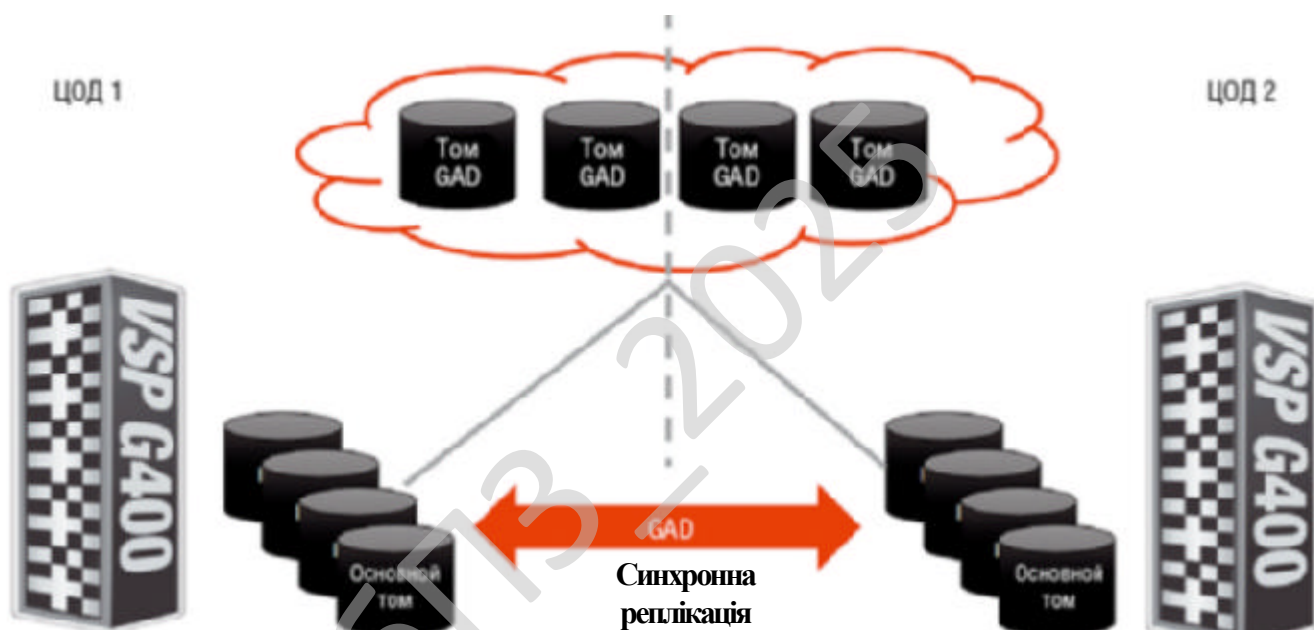 ЦОД 1
ЦОД 2
Том
GAD
Том
GAD
Том
GAD
Том
GAD
VSP G400
VSP G400
GAD
Основной
том
Основной
том
Синхронна
реплікація